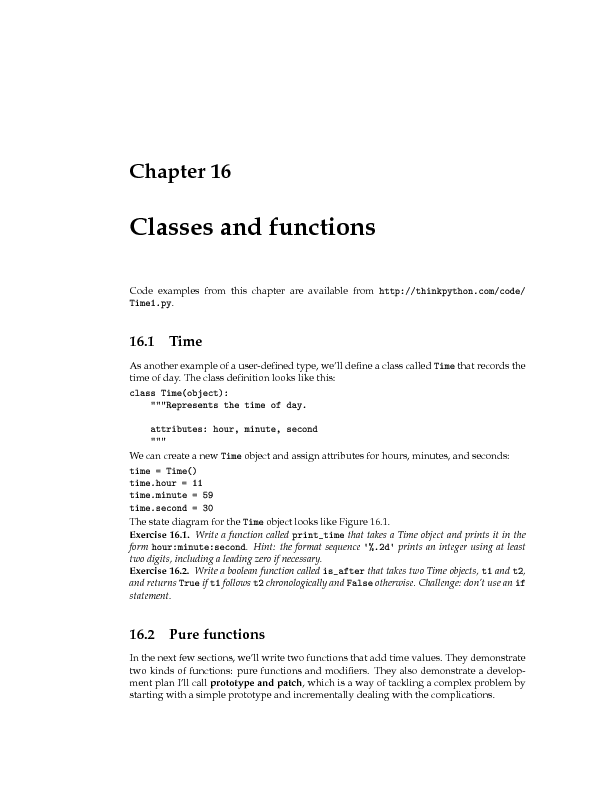 Chapter 16
Classes and functions
Code examples from this chapter are available from http://thinkpython.com/code/
Time1.py.
16.1 Time
As another example of a user-defined type, we'll define a class called Time that records the
time of day. The class definition looks like this:
class Time(object):
    """Represents the time of day.
    attributes: hour, minute, second
    """
We can create a new Time object and assign attributes for hours, minutes, and seconds:
time = Time()
time.hour = 11
time.minute = 59
time.second = 30
The state diagram for the Time object looks like Figure 16.1.
Exercise 16.1. Write a function called print_time that takes a Time object and prints it in the
form hour:minute:second. Hint: the format sequence '%.2d' prints an integer using at least
two digits, including a leading zero if necessary.
Exercise 16.2. Write a boolean function called is_after that takes two Time objects, t1 and t2,
and returns True if t1 follows t2 chronologically and False otherwise. Challenge: don't use an if
statement.
16.2 Pure functions
In the next few sections, we'll write two functions that add time values. They demonstrate
two kinds of functions: pure functions and modifiers. They also demonstrate a develop-
ment plan I'll call prototype and patch, which is a way of tackling a complex problem by
starting with a simple prototype and incrementally dealing with the complications.